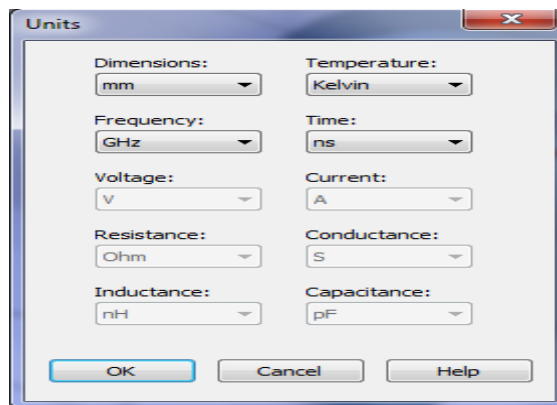 Units
Dimensions: Temperature:
mm Kelvin
Frequency: Time:
GHz ns
Voltage: Current:
V A
Resistance: Conductance:
Ohm S
Inductance: Capacitance:
nH pF
OK Cancel Help